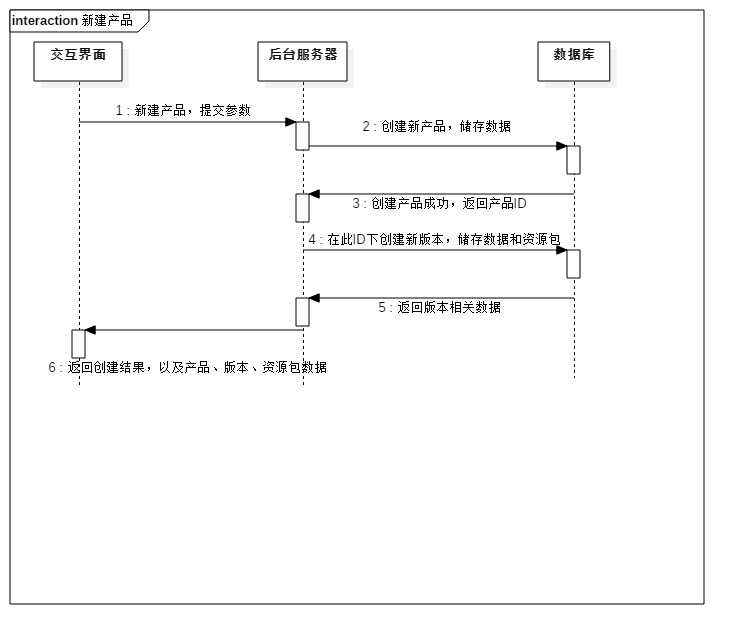 interaction 新建产品
交互界面
后台服务器
数据库
1 : 新建产品，提交参数
2 : 创建新产品，储存数据
3 : 创建产品成功，返回产品ID
4 : 在此ID下创建新版本，储存数据和资源包
5 : 返回版本相关数据
6 : 返回创建结果，以及产品、版本、资源包数据